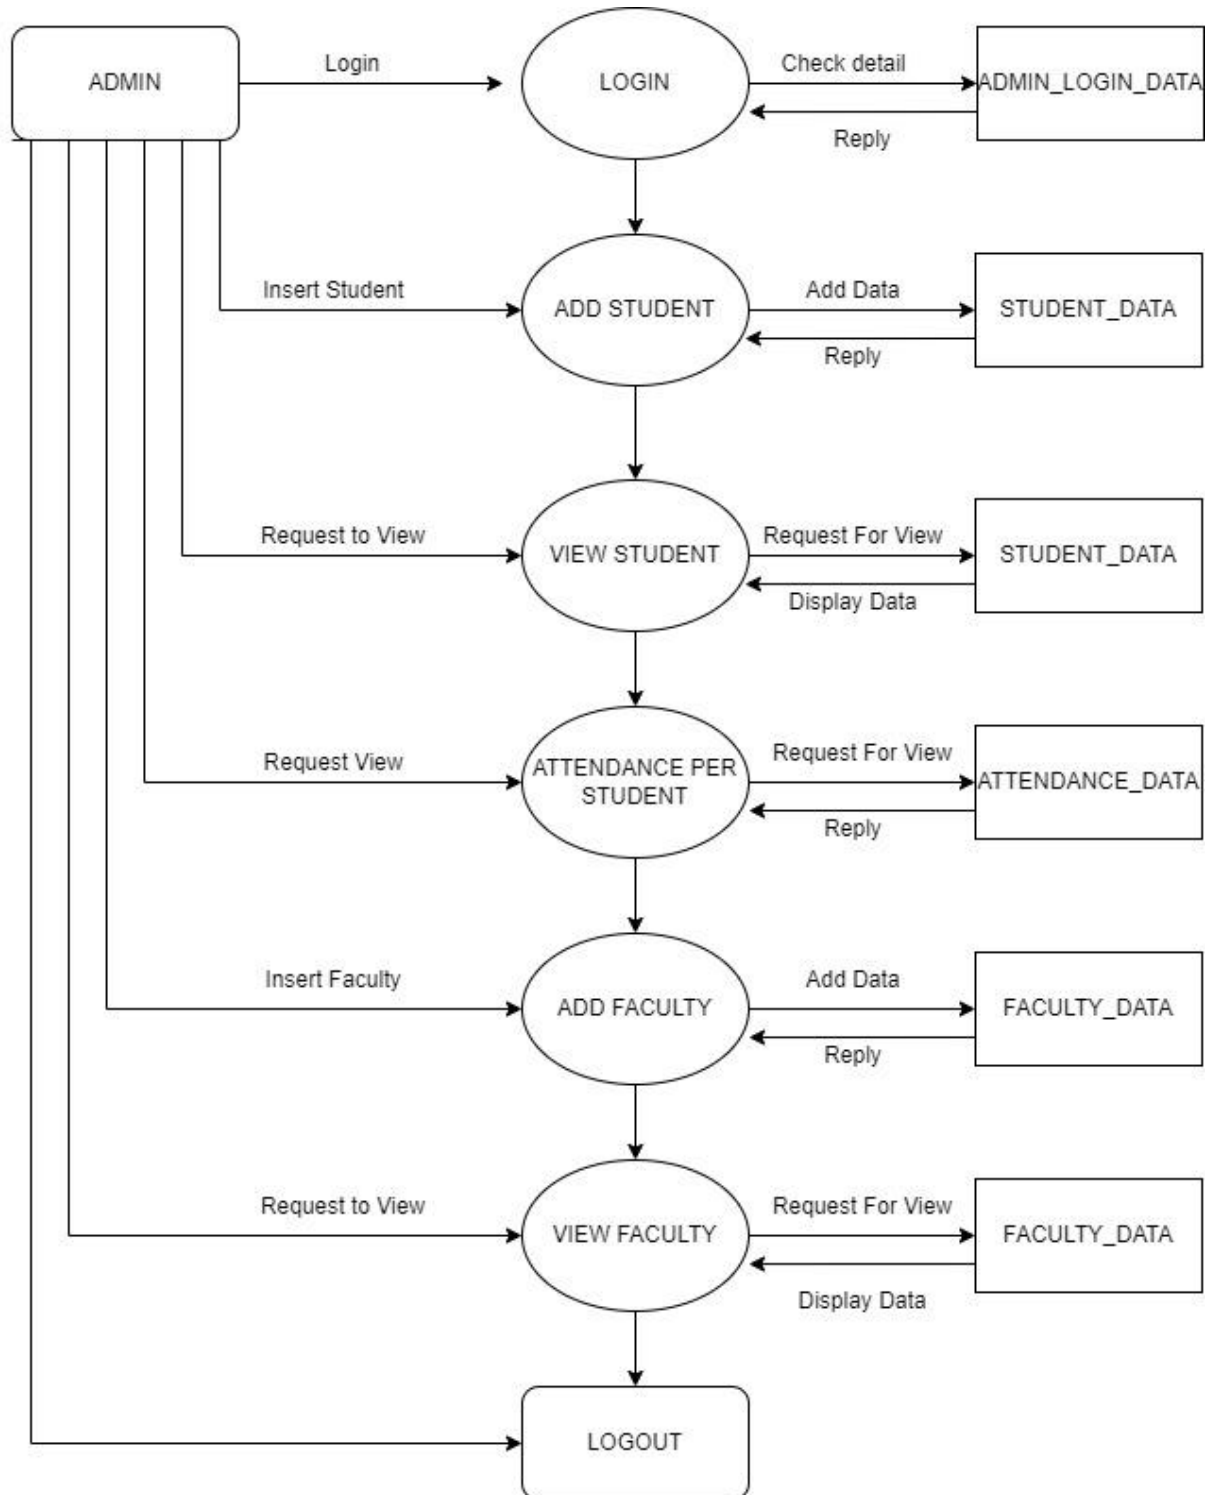 ADMIN
Login
LOGIN
Check detail
ADMIN_LOGIN_DATA
Reply
Insert Student
ADD STUDENT
Add Data
STUDENT_DATA
Reply
Request to View
VIEW STUDENT
Request For View
STUDENT_DATA
Display Data
Request View
ATTENDANCE PER
STUDENT
Request For View
ATTENDANCE_DATA
Reply
Insert Faculty
ADD FACULTY
Add Data
FACULTY_DATA
Reply
Request to View
VIEW FACULTY
Request For View
FACULTY_DATA
Display Data
LOGOUT